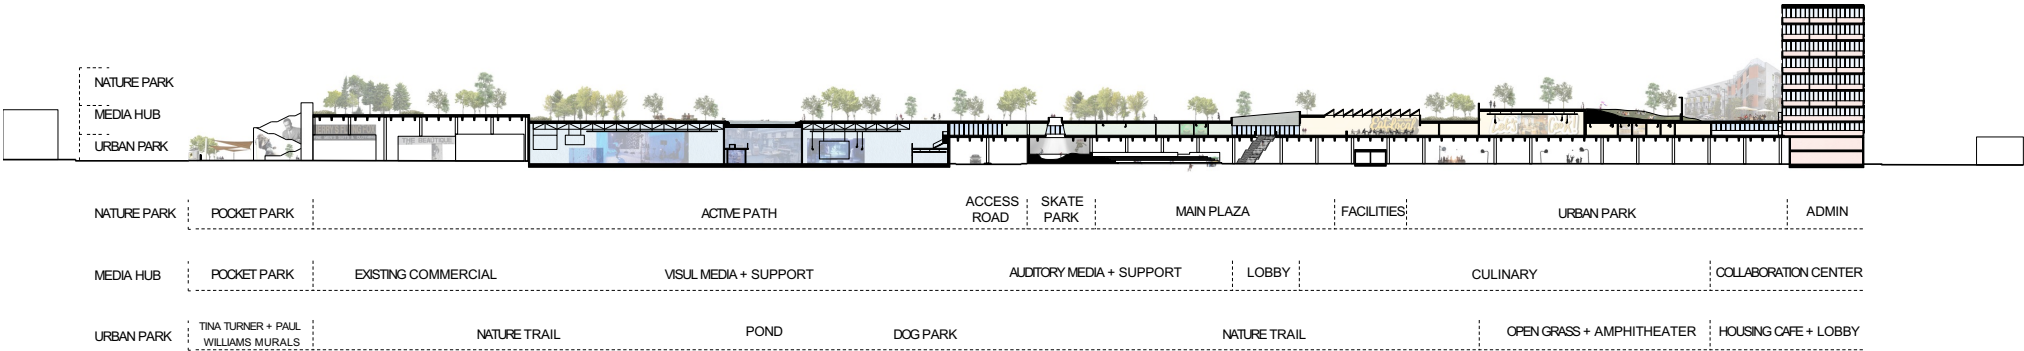 NATURE PARK
MEDIA HUB
URBAN PARK
THE BEAUTIQUE
NATURE PARK
POCKET PARK
ACTIVE PATH
ACCESS
ROAD
SKATE
PARK
MAIN PLAZA
FACILITIES
URBAN PARK
ADMIN
MEDIA HUB
POCKET PARK
EXISTING COMMERCIAL
VISUL MEDIA + SUPPORT
AUDITORY MEDIA + SUPPORT
LOBBY
CULINARY
COLLABORATION CENTER
URBAN PARK
TINA TURNER + PAUL
WILLIAMS MURALS
NATURE TRAIL
POND
DOG PARK
NATURE TRAIL
OPEN GRASS + AMPHITHEATER
HOUSING CAFE + LOBBY